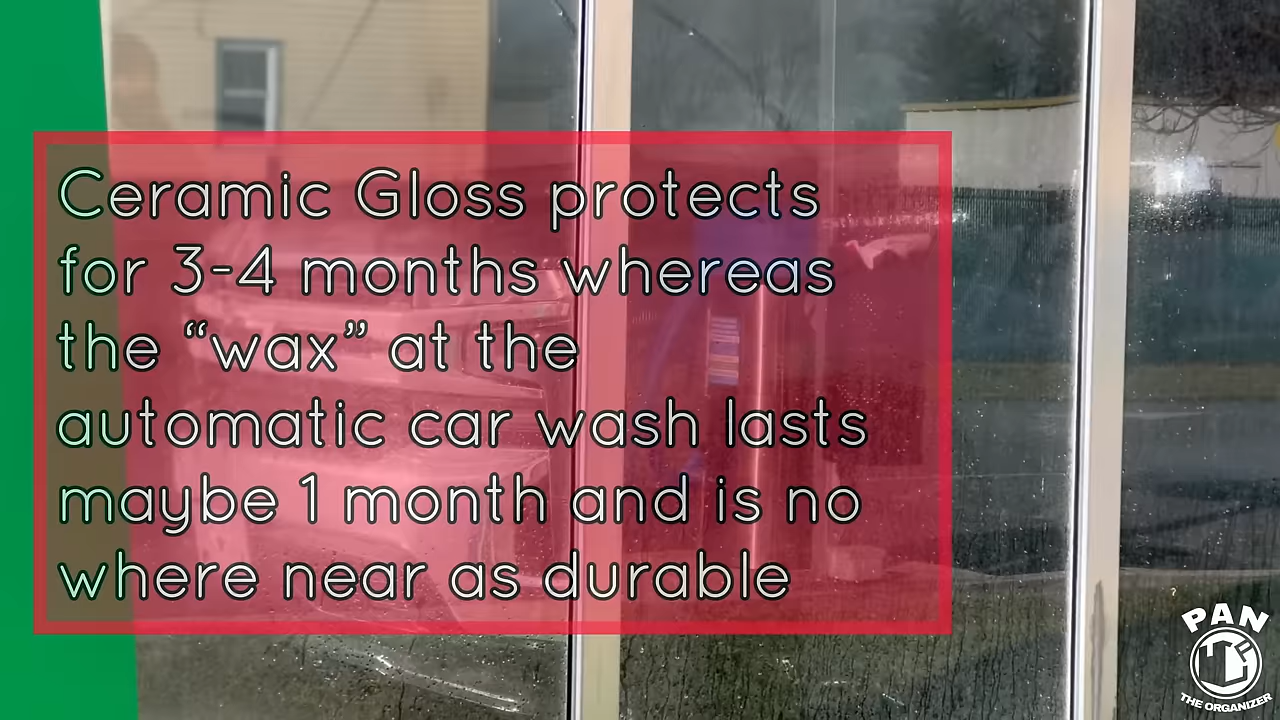 Ceramic Gloss protects
for 3-4 months whereas
the “wax” at the
automatic car wash lasts
maybe 1 month and is no
where near as durable
PAN
THE ORGANIZER